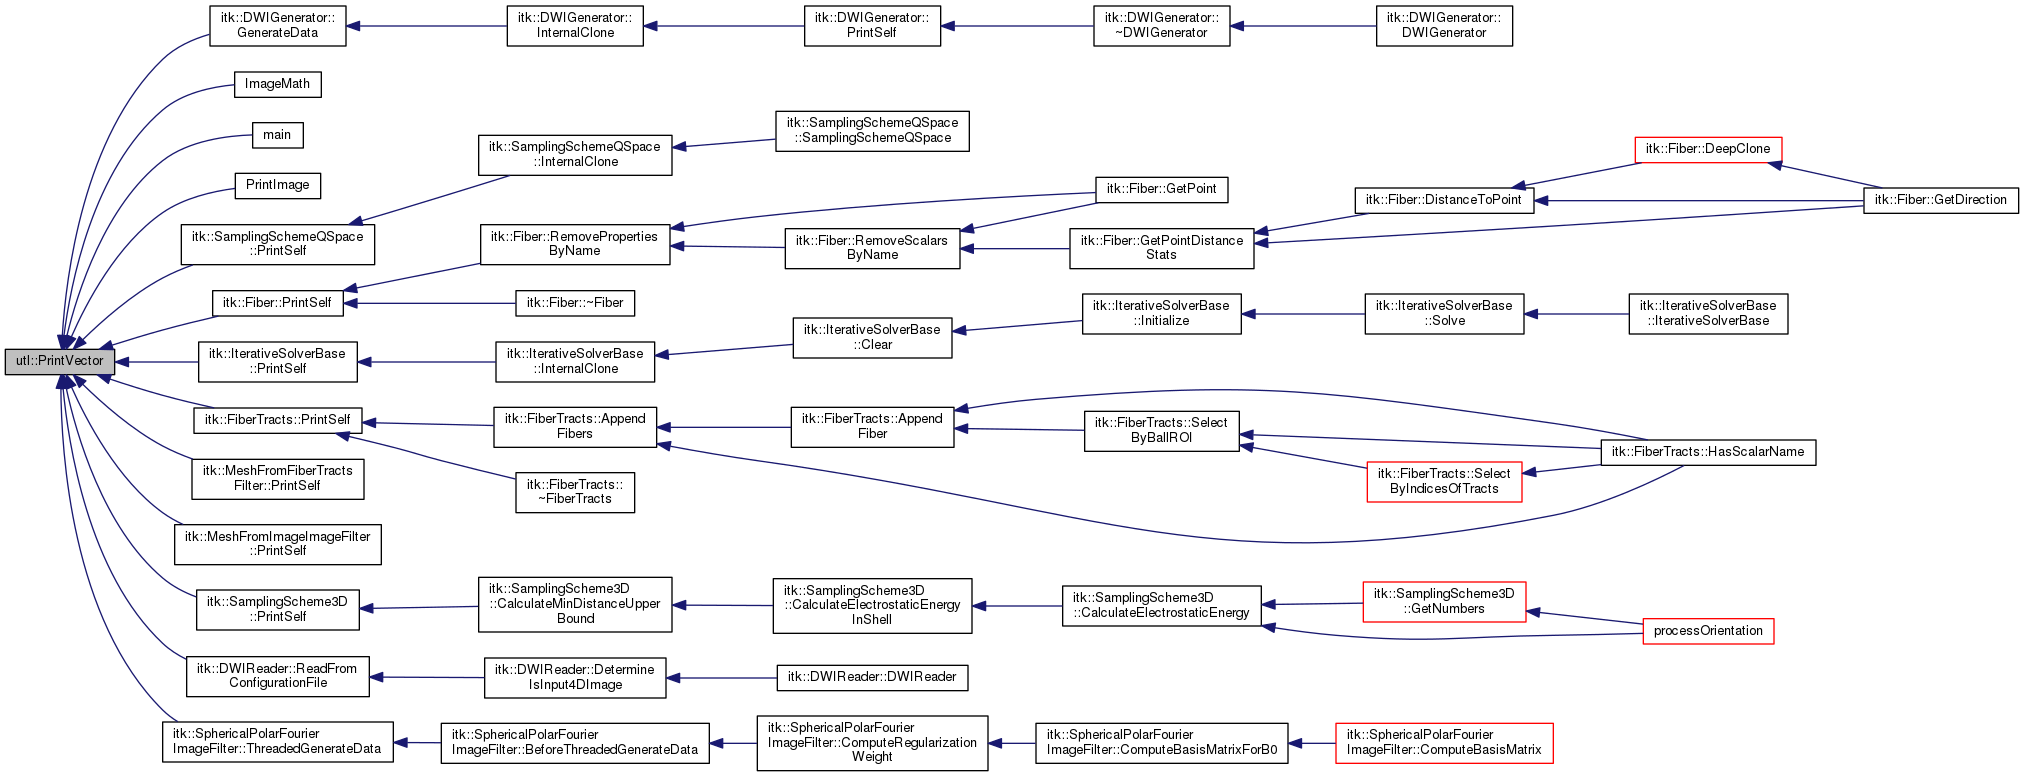 itk::DWIGenerator::
GenerateData
itk::DWIGenerator::
InternalClone
itk::DWIGenerator::
PrintSelf
itk::DWIGenerator::
~DWIGenerator
itk::DWIGenerator::
DWIGenerator
ImageMath
main
PrintImage
itk::SamplingSchemeQSpace
::PrintSelf
itk::SamplingSchemeQSpace
::InternalClone
itk::SamplingSchemeQSpace
::SamplingSchemeQSpace
itk::Fiber::PrintSelf
itk::Fiber::RemoveProperties
ByName
itk::Fiber::~Fiber
itk::Fiber::RemoveScalars
ByName
itk::Fiber::GetPoint
itk::Fiber::GetPointDistance
Stats
itk::Fiber::DistanceToPoint
itk::Fiber::DeepClone
itk::Fiber::GetDirection
utl::PrintVector
itk::IterativeSolverBase
::PrintSelf
itk::IterativeSolverBase
::InternalClone
itk::IterativeSolverBase
::Clear
itk::IterativeSolverBase
::Initialize
itk::IterativeSolverBase
::Solve
itk::IterativeSolverBase
::IterativeSolverBase
itk::FiberTracts::PrintSelf
itk::FiberTracts::Append
Fibers
itk::FiberTracts::
~FiberTracts
itk::FiberTracts::Append
Fiber
itk::FiberTracts::Select
ByBallROI
itk::FiberTracts::Select
ByIndicesOfTracts
itk::FiberTracts::HasScalarName
itk::MeshFromFiberTracts
Filter::PrintSelf
itk::MeshFromImageImageFilter
::PrintSelf
itk::SamplingScheme3D
::PrintSelf
itk::SamplingScheme3D
::CalculateMinDistanceUpper
Bound
itk::SamplingScheme3D
::CalculateElectrostaticEnergy
InShell
itk::SamplingScheme3D
::CalculateElectrostaticEnergy
itk::SamplingScheme3D
::GetNumbers
processOrientation
itk::DWIReader::ReadFrom
ConfigurationFile
itk::DWIReader::Determine
IsInput4DImage
itk::DWIReader::DWIReader
itk::SphericalPolarFourier
ImageFilter::ThreadedGenerateData
itk::SphericalPolarFourier
ImageFilter::BeforeThreadedGenerateData
itk::SphericalPolarFourier
ImageFilter::ComputeRegularization
Weight
itk::SphericalPolarFourier
ImageFilter::ComputeBasisMatrixForB0
itk::SphericalPolarFourier
ImageFilter::ComputeBasisMatrix